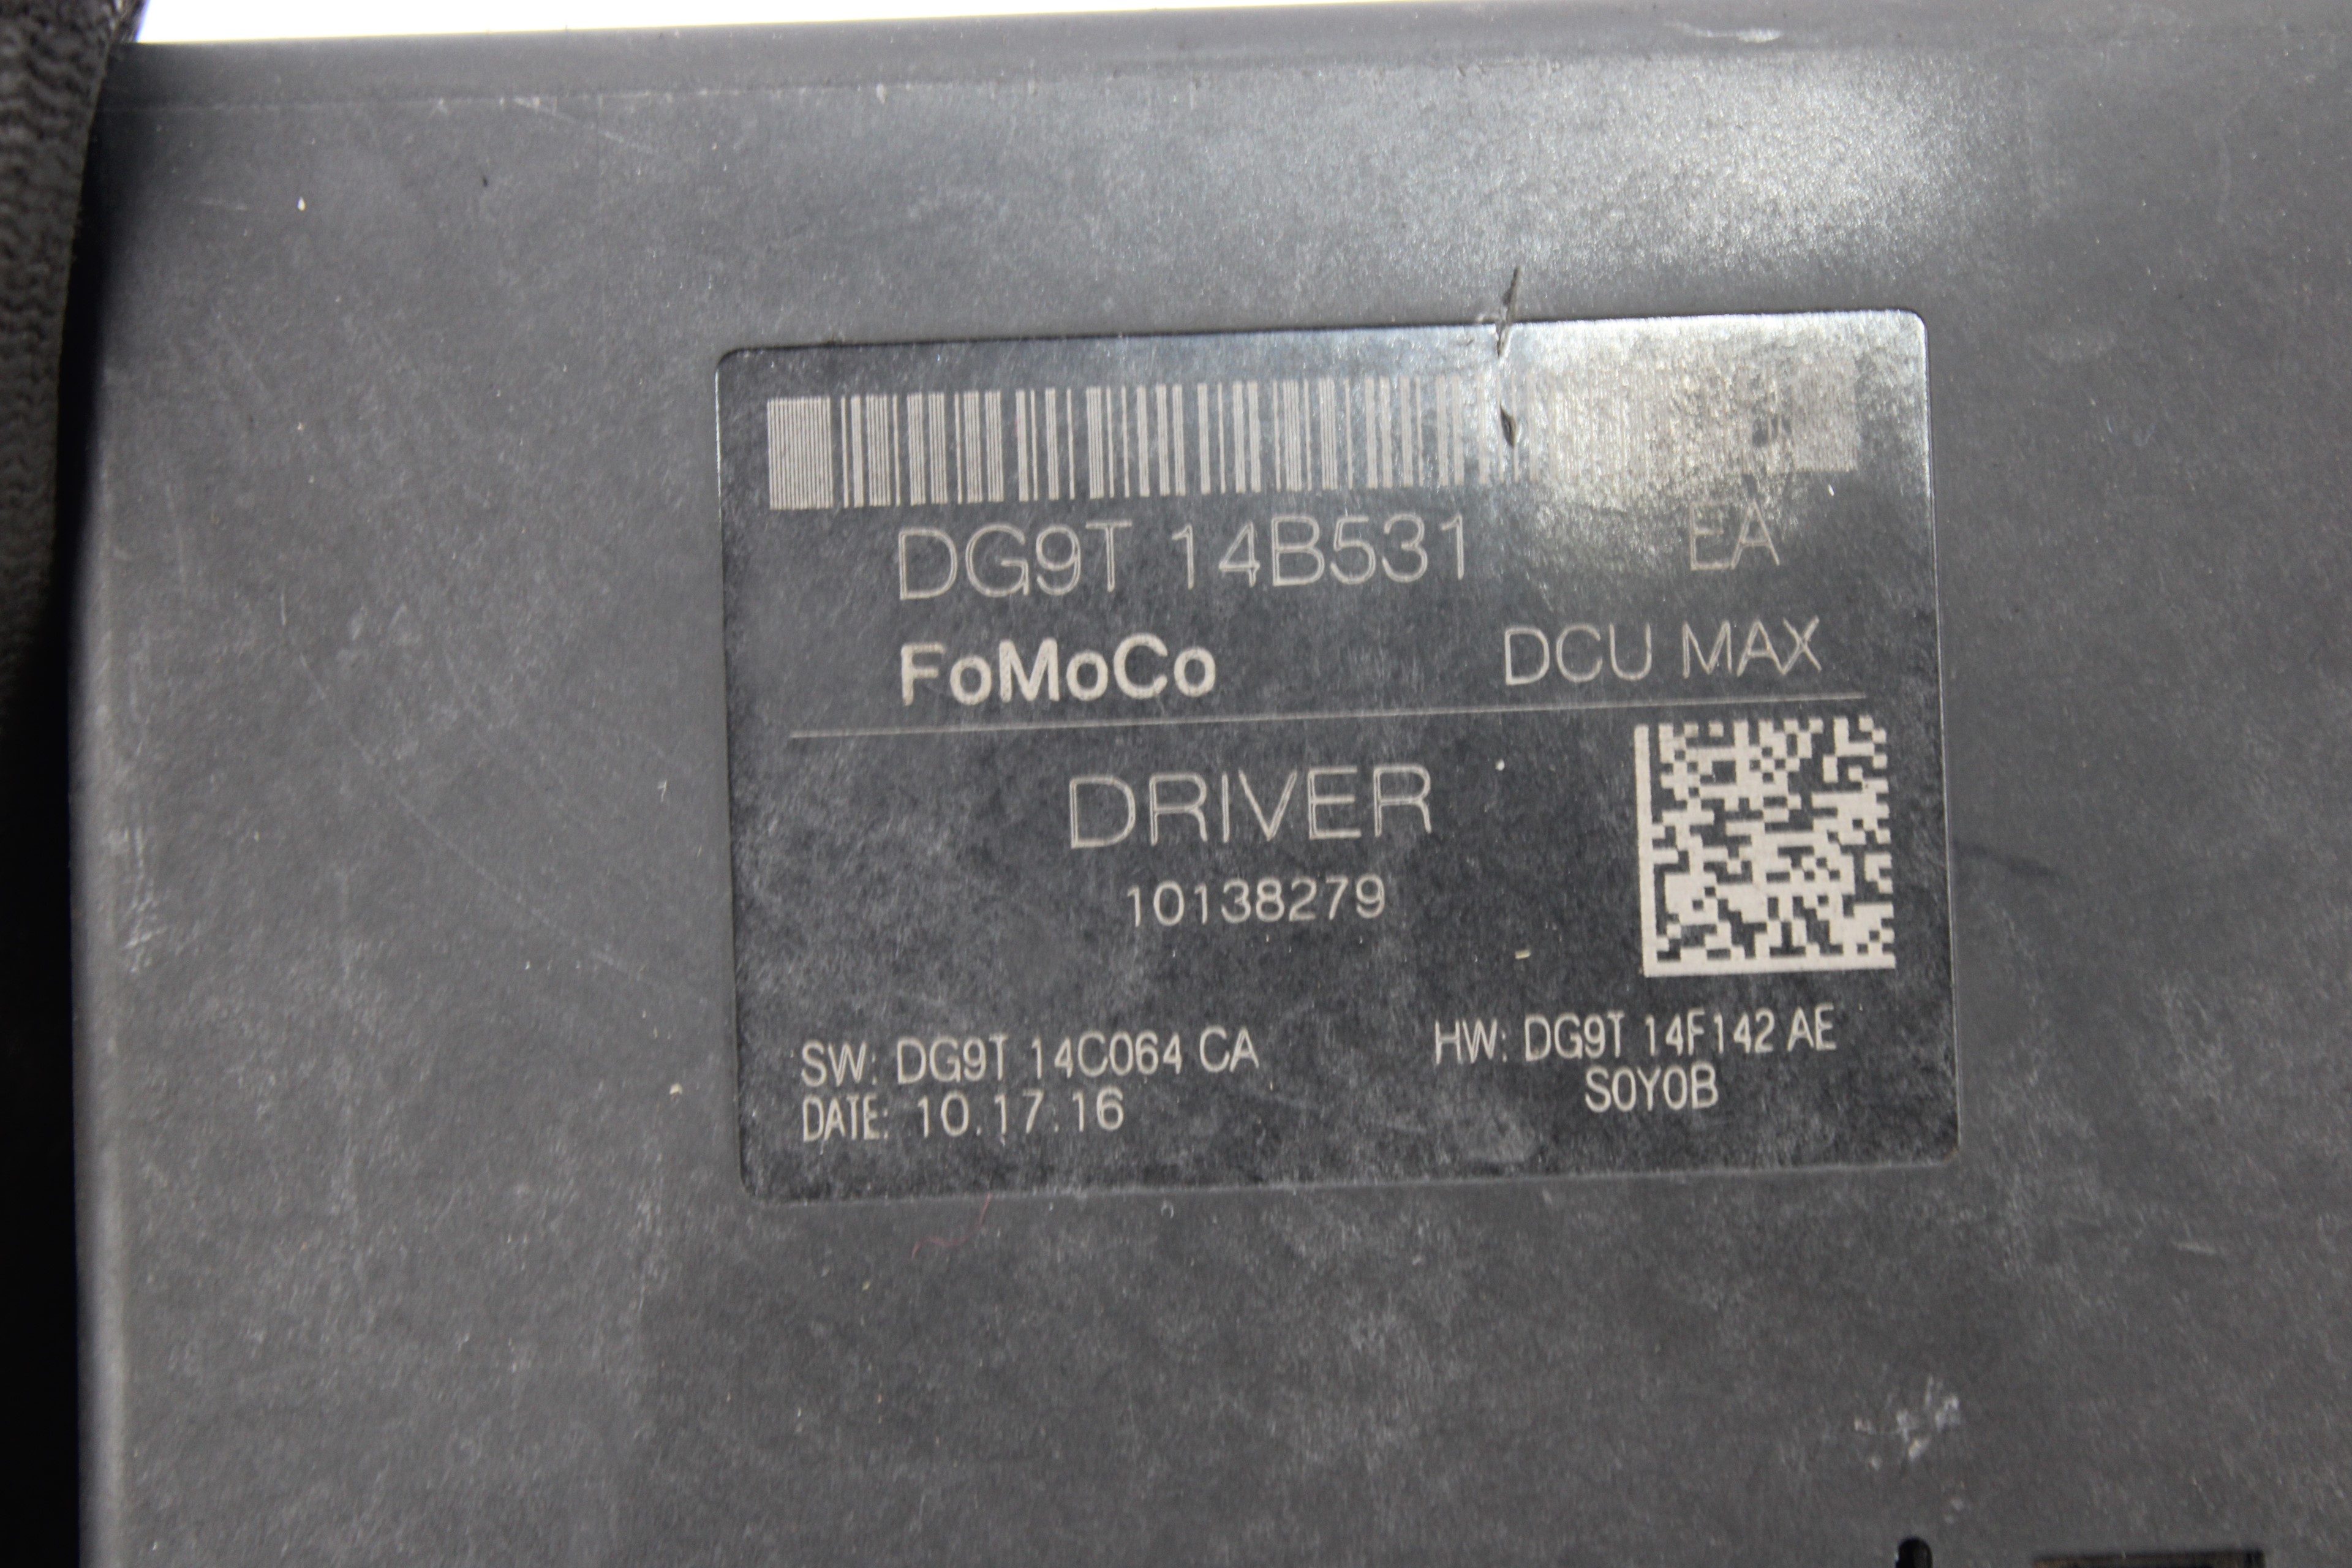 DG9T 14B531 EA
FoMoCo DCU MAX
DRIVER
10138279
SW: DG9T 14C064 CA HW: DG9T 14F142 AE
DATE: 10.17.16 S0Y0B